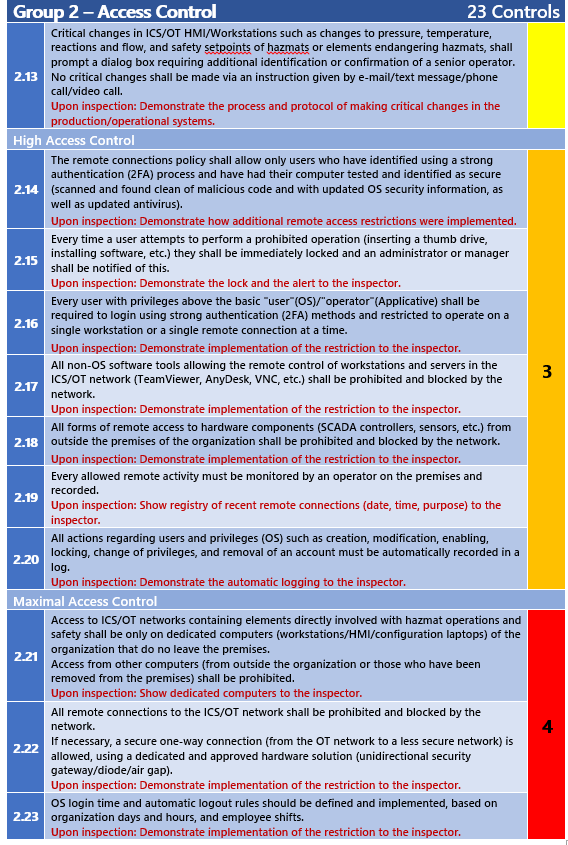 Group 2 – Access Control 23 Controls
2.13
Critical changes in ICS/OT HMI/Workstations such as changes to pressure, temperature,
reactions and flow, and safety setpoints of hazmats or elements endangering hazmats, shall
prompt a dialog box requiring additional identification or confirmation of a senior operator.
No critical changes shall be made via an instruction given by e-mail/text message/phone
call/video call.
Upon inspection: Demonstrate the process and protocol of making critical changes in the
production/operational systems.
High Access Control
3
2.14
The remote connections policy shall allow only users who have identified using a strong
authentication (2FA) process and have had their computer tested and identified as secure
(scanned and found clean of malicious code and with updated OS security information, as
well as updated antivirus).
Upon inspection: Demonstrate how additional remote access restrictions were implemented.
2.15
Every time a user attempts to perform a prohibited operation (inserting a thumb drive,
installing software, etc.) they shall be immediately locked and an administrator or manager
shall be notified of this.
Upon inspection: Demonstrate the lock and the alert to the inspector.
2.16
Every user with privileges above the basic "user"(OS)/"operator"(Applicative) shall be
required to login using strong authentication (2FA) methods and restricted to operate on a
single workstation or a single remote connection at a time.
Upon inspection: Demonstrate implementation of the restriction to the inspector.
2.17
All non-OS software tools allowing the remote control of workstations and servers in the
ICS/OT network (TeamViewer, AnyDesk, VNC, etc.) shall be prohibited and blocked by the
network.
Upon inspection: Demonstrate implementation of the restriction to the inspector.
2.18
All forms of remote access to hardware components (SCADA controllers, sensors, etc.) from
outside the premises of the organization shall be prohibited and blocked by the network.
Upon inspection: Demonstrate implementation of the restriction to the inspector.
2.19
Every allowed remote activity must be monitored by an operator on the premises and
recorded.
Upon inspection: Show registry of recent remote connections (date, time, purpose) to the
inspector.
2.20
All actions regarding users and privileges (OS) such as creation, modification, enabling,
locking, change of privileges, and removal of an account must be automatically recorded in a
log.
Upon inspection: Demonstrate the automatic logging to the inspector.
Maximal Access Control
4
2.21
Access to ICS/OT networks containing elements directly involved with hazmat operations and
safety shall be only on dedicated computers (workstations/HMI/configuration laptops) of the
organization that do not leave the premises.
Access from other computers (from outside the organization or those who have been
removed from the premises) shall be prohibited.
Upon inspection: Show dedicated computers to the inspector.
2.22
All remote connections to the ICS/OT network shall be prohibited and blocked by the
network.
If necessary, a secure one-way connection (from the OT network to a less secure network) is
allowed, using a dedicated and approved hardware solution (unidirectional security
gateway/diode/air gap).
Upon inspection: Demonstrate implementation of the restriction to the inspector.
2.23
OS login time and automatic logout rules should be defined and implemented, based on
organization days and hours, and employee shifts.
Upon inspection: Demonstrate implementation of the restriction to the inspector.